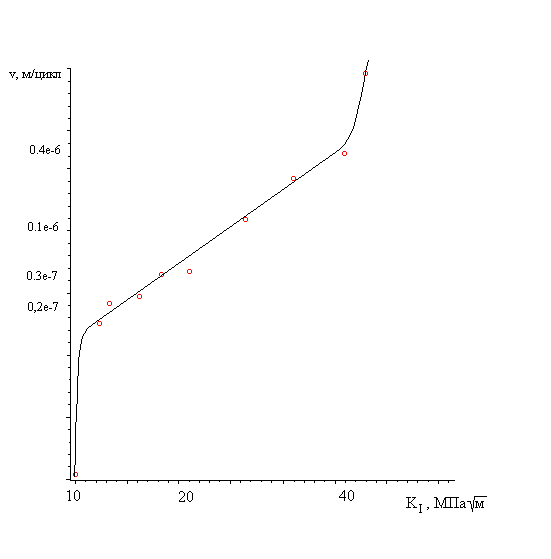 v, м/цикл
0.4e-6
0.1e-6
0.3e-7
0,2e-7
10 20 40
K_I , МПа√м